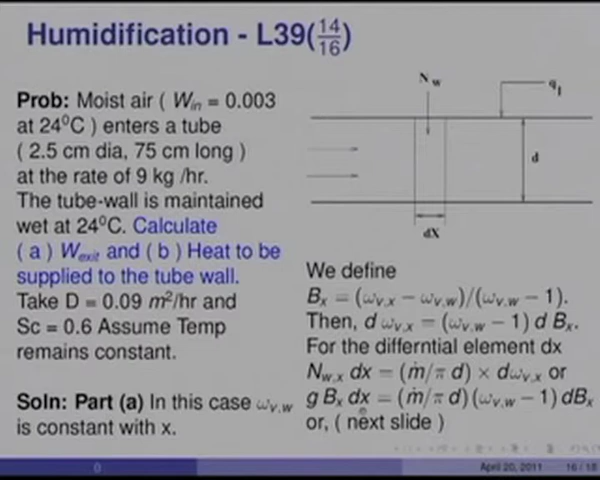 Humidification - L39(14/16)
Prob: Moist air ( W_in = 0.003
at 24⁰C ) enters a tube
( 2.5 cm dia, 75 cm long )
at the rate of 9 kg /hr.
The tube-wall is maintained
wet at 24⁰C. Calculate
( a ) W_exit and ( b ) Heat to be
supplied to the tube wall.
Take D = 0.09 m²/hr and
Sc = 0.6 Assume Temp
remains constant.
Soln: Part (a) In this case ω_v,w
is constant with x.
N_w
q_l
d
dX
We define
B_x = (ω_v,x − ω_v,w)/(ω_v,w − 1).
Then, d ω_v,x = (ω_v,w − 1) d B_x.
For the differntial element dx
N_w,x dx = (ṁ/π d) × dω_v,x or
g B_x dx = (ṁ/π d)(ω_v,w − 1) dB_x
or, ( next slide )
()
April 20, 2011
16 / 18